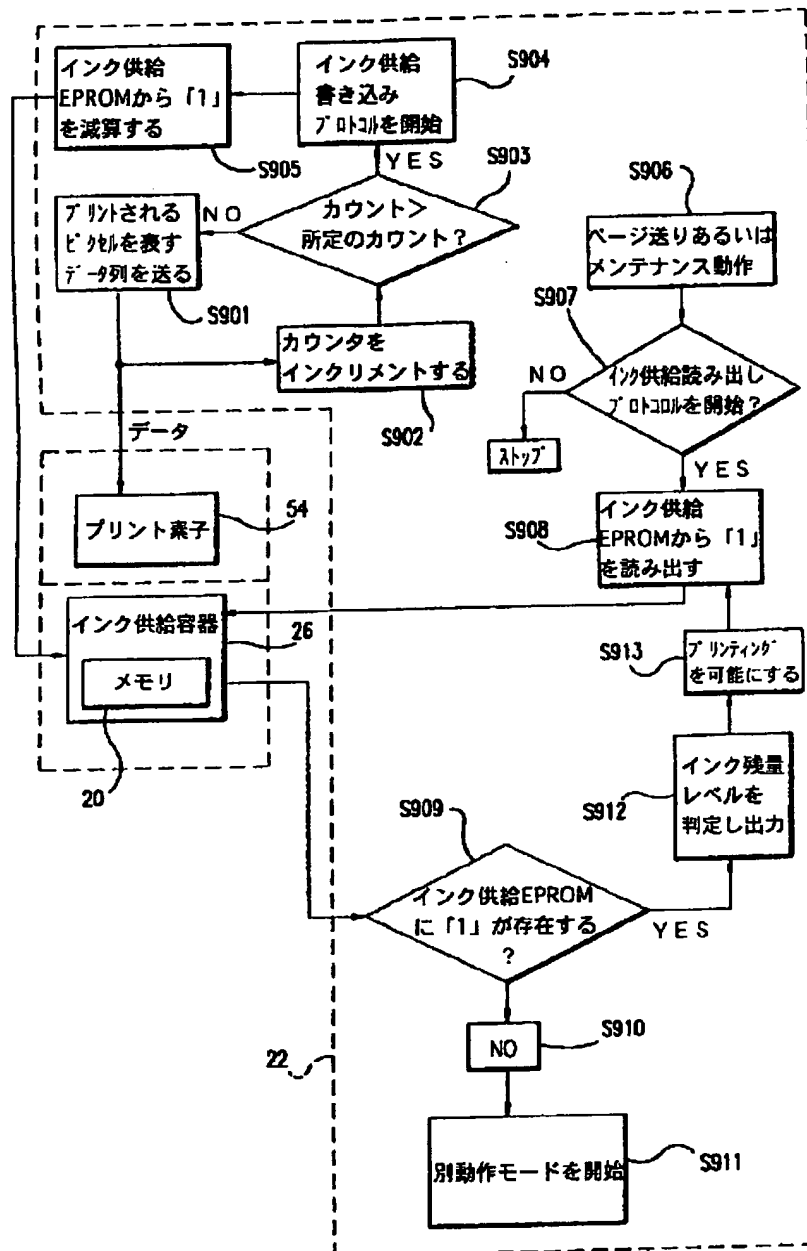 インク供給
EPROMから「1」
を減算する
S905
インク供給
書き込み
プロトコルを開始
S904
YES
カウント＞
所定のカウント？
S903
NO
プリントされる
ピクセルを表す
データ列を送る
S901
カウンタを
インクリメントする
S902
データ
プリント素子
54
インク供給容器
26
メモリ
20
S906
ページ送りあるいは
メンテナンス動作
S907
インク供給読み出し
プロトコロルを開始？
NO
ストップ
YES
S908
インク供給
EPROMから「1」
を読み出す
S913
プリンティング
を可能にする
S912
インク残量
レベルを
判定し出力
S909
インク供給EPROM
に「1」が存在する
？
YES
NO
S910
別動作モードを開始
S911
22